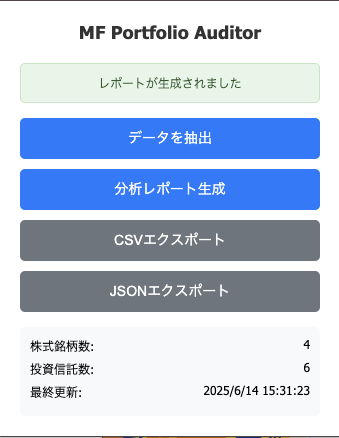 MF Portfolio Auditor
レポートが生成されました
データを抽出
分析レポート生成
CSVエクスポート
JSONエクスポート
株式銘柄数: 4
投資信託数: 6
最終更新: 2025/6/14 15:31:23